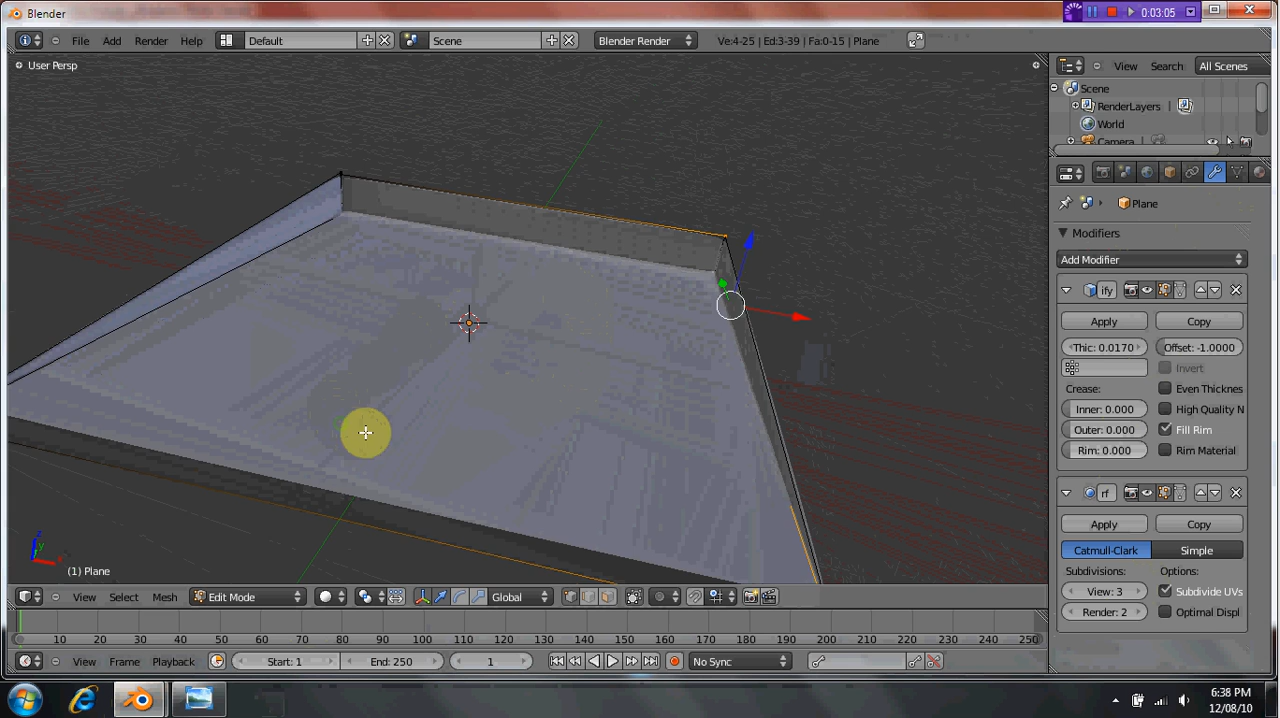 Blender
0:03:05
File Add Render Help Default Scene Blender Render Ve:4-25 | Ed:3-39 | Fa:0-15 | Plane
User Persp
View Search All Scenes
Scene
RenderLayers
World
Camera
Plane
Modifiers
Add Modifier
ify
Apply Copy
Thic: 0.0170 Offset: -1.0000
Invert
Crease: Even Thicknes
Inner: 0.000 High Quality N
Outer: 0.000 Fill Rim
Rim: 0.000 Rim Material
rf
Apply Copy
Catmull-Clark Simple
Subdivisions: Options:
View: 3 Subdivide UVs
Render: 2 Optimal Displ
z
(1) Plane
View Select Mesh Edit Mode Global
0 10 20 30 40 50 60 70 80 90 100 110 120 130 140 150 160 170 180 190 200 210 220 230 240 250
View Frame Playback Start: 1 End: 250 1 No Sync
6:38 PM
12/08/10